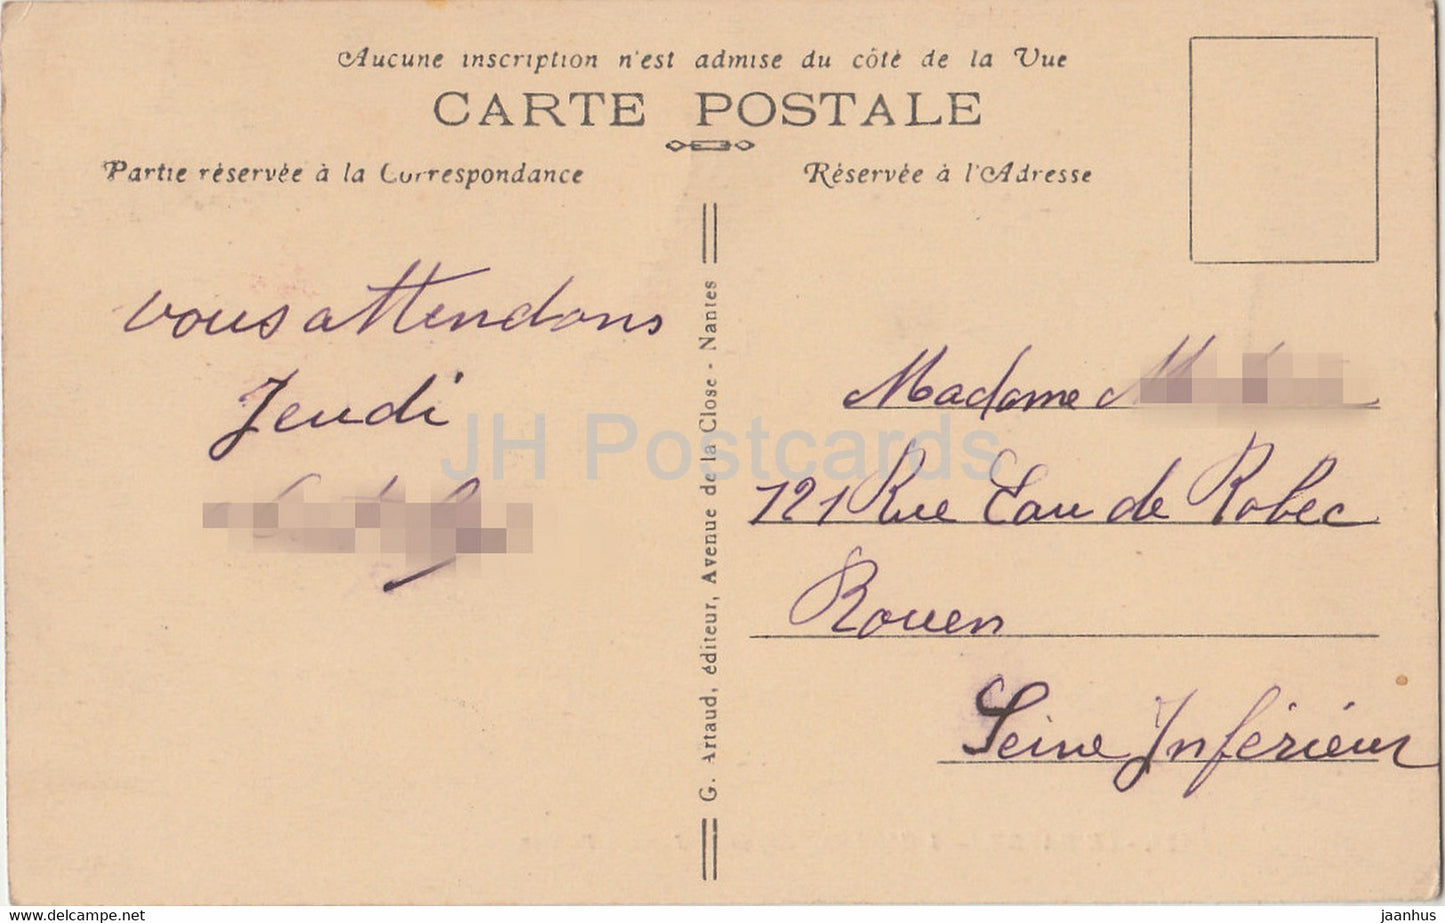 Aucune inscription n'est admise du côté de la Vue
CARTE POSTALE
Partie réservée à la Correspondance
Réservée à l'Adresse
vous attendons
Jeudi
G. Artaud, éditeur, Avenue de la Close - Nantes
Madame
121 Rue Eau de Robec
Rouen
Seine Inférieur
JH Postcards
www.delcampe.net
jaanhus